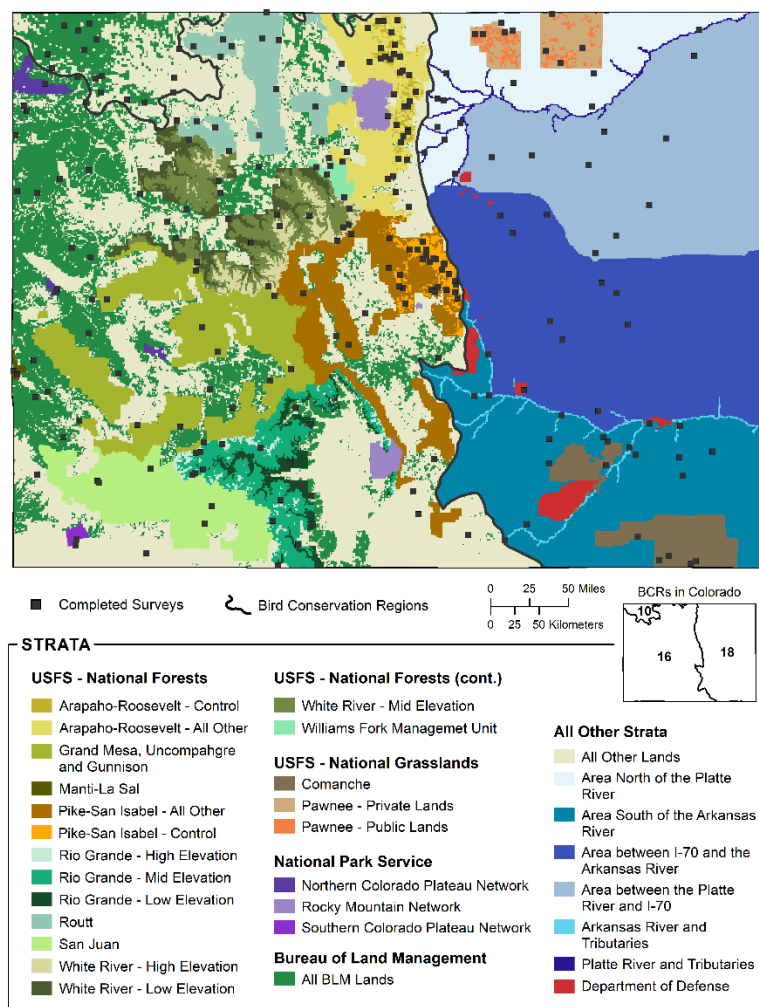 Completed Surveys
Bird Conservation Regions
0 25 50 Miles
0 25 50 Kilometers
BCRs in Colorado
10
16
18
STRATA
USFS - National Forests
Arapaho-Roosevelt - Control
Arapaho-Roosevelt - All Other
Grand Mesa, Uncompahgre
and Gunnison
Manti-La Sal
Pike-San Isabel - All Other
Pike-San Isabel - Control
Rio Grande - High Elevation
Rio Grande - Mid Elevation
Rio Grande - Low Elevation
Routt
San Juan
White River - High Elevation
White River - Low Elevation
USFS - National Forests (cont.)
White River - Mid Elevation
Williams Fork Managemet Unit
USFS - National Grasslands
Comanche
Pawnee - Private Lands
Pawnee - Public Lands
National Park Service
Northern Colorado Plateau Network
Rocky Mountain Network
Southern Colorado Plateau Network
Bureau of Land Management
All BLM Lands
All Other Strata
All Other Lands
Area North of the Platte
River
Area South of the Arkansas
River
Area between I-70 and the
Arkansas River
Area between the Platte
River and I-70
Arkansas River and
Tributaries
Platte River and Tributaries
Department of Defense